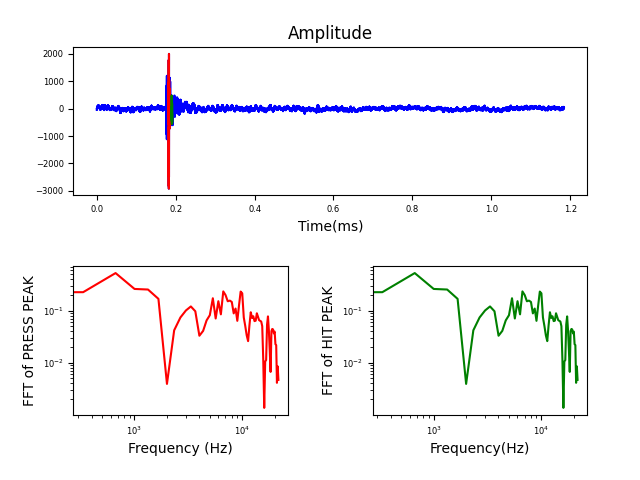 Amplitude
2000
1000
0
−1000
−2000
−3000
0.0 0.2 0.4 0.6 0.8 1.0 1.2
Time(ms)
FFT of PRESS PEAK
10⁻¹
10⁻²
10³ 10⁴
Frequency (Hz)
FFT of HIT PEAK
10⁻¹
10⁻²
10³ 10⁴
Frequency(Hz)